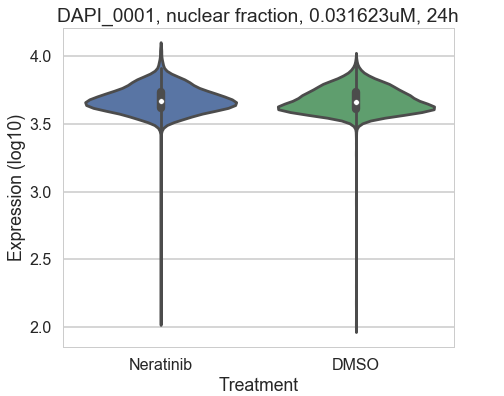 DAPI_0001, nuclear fraction, 0.031623uM, 24h
4.0
3.5
3.0
2.5
2.0
Expression (log10)
Neratinib DMSO
Treatment